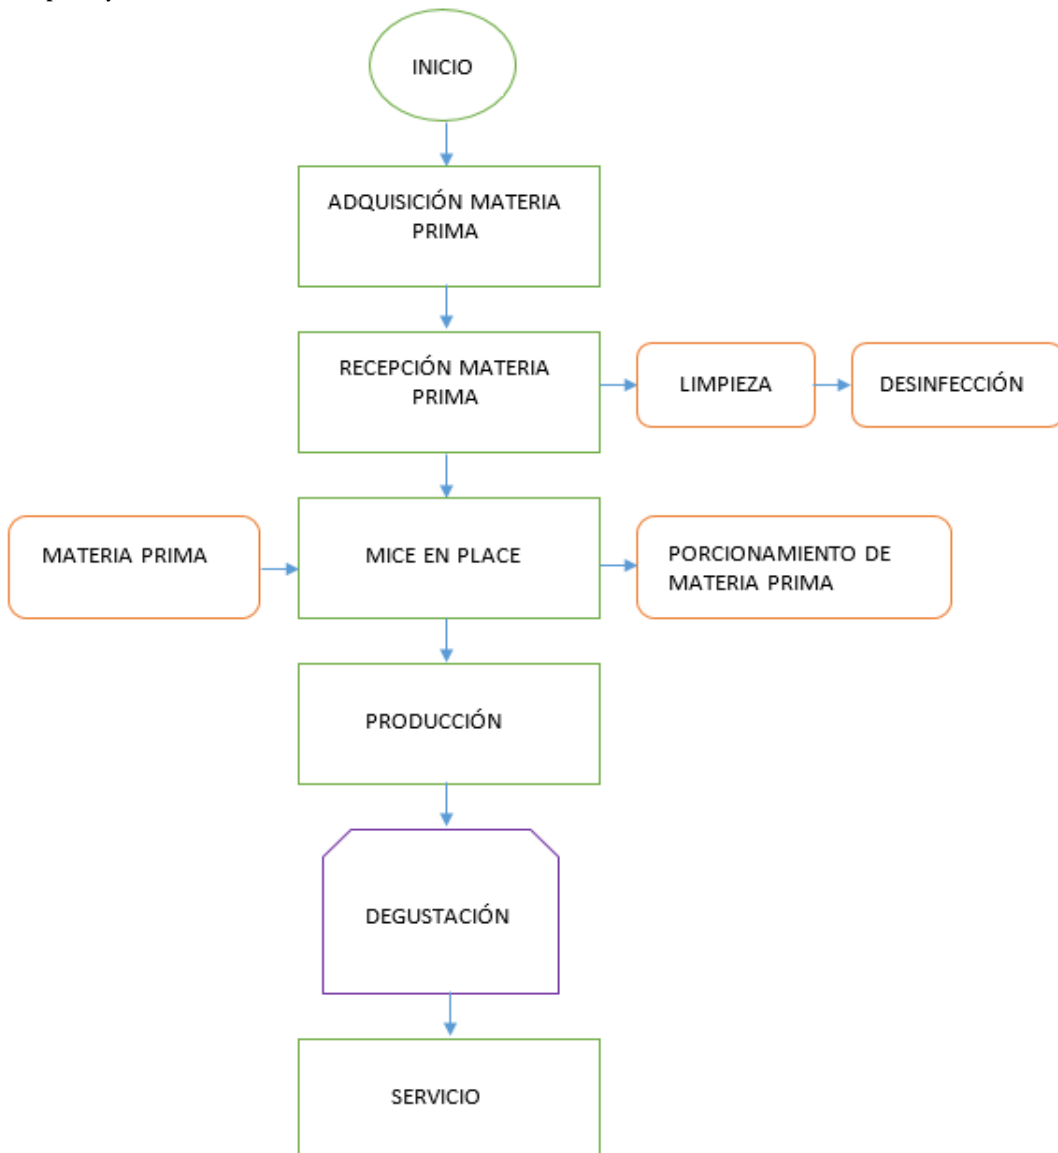 INICIO
ADQUISICIÓN MATERIA
PRIMA
RECEPCIÓN MATERIA
PRIMA
LIMPIEZA
DESINFECCIÓN
MATERIA PRIMA
MICE EN PLACE
PORCIONAMIENTO DE
MATERIA PRIMA
PRODUCCIÓN
DEGUSTACIÓN
SERVICIO